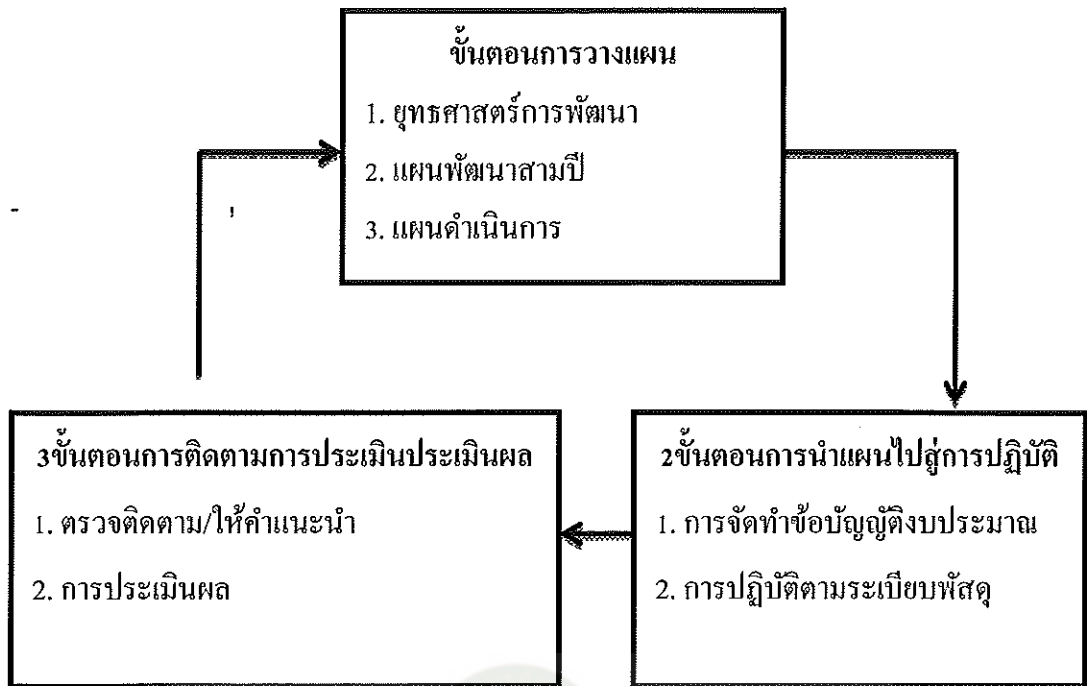 ขั้นตอนการวางแผน
1. ยุทธศาสตร์การพัฒนา
2. แผนพัฒนาสามปี
3. แผนดำเนินการ
3ขั้นตอนการติดตามการประเมินประเมินผล
1. ตรวจติดตาม/ให้คำแนะนำ
2. การประเมินผล
2ขั้นตอนการนำแผนไปสู่การปฏิบัติ
1. การจัดทำข้อบัญญัติงบประมาณ
2. การปฏิบัติตามระเบียบพัสดุ